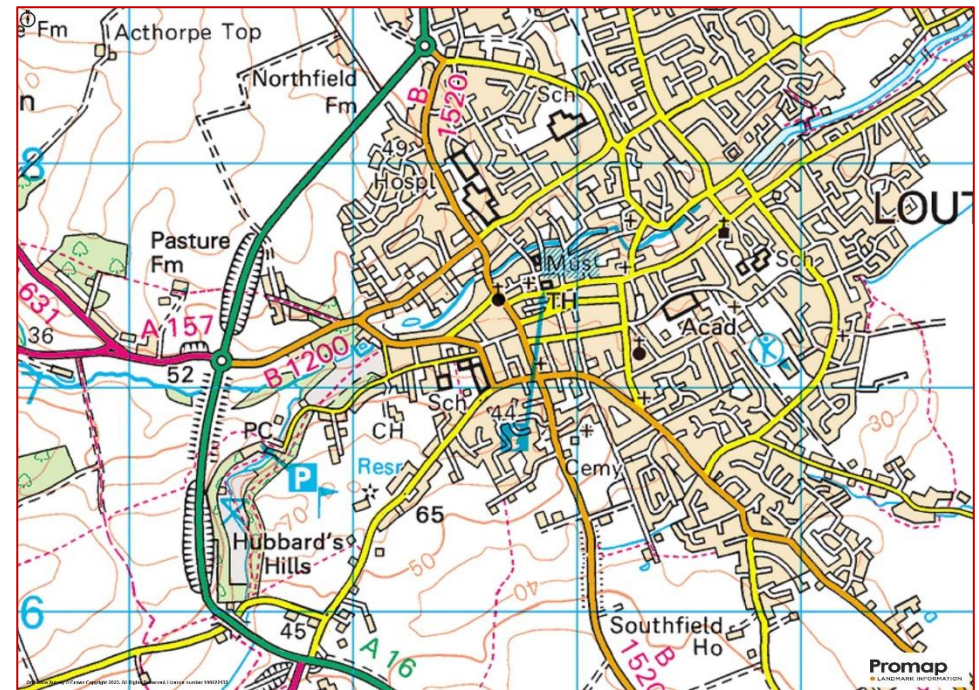 e Fm
Acthorpe Top
Northfield
Fm
n
B
1520
Sch
49
Hospl
8
LOUT
Pasture
Fm
Mus
Sch
631
A 157
TH
36
Acad
B 1200
52
7
Sch
44
30
PC
CH
i
P
Resr
Cemy
70
65
Hubbard's
Hills
50
40
6
45
A 16
Southfield
Ho
B
1520
Promap
LANDMARK INFORMATION